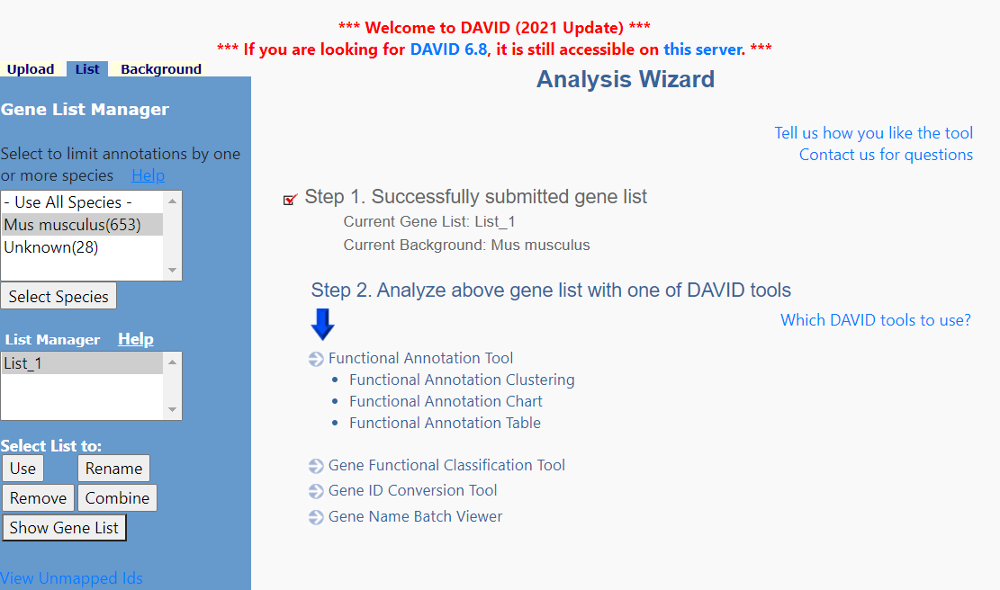 *** Welcome to DAVID (2021 Update) ***
*** If you are looking for DAVID 6.8, it is still accessible on this server. ***
Upload List Background
Analysis Wizard
Gene List Manager
Tell us how you like the tool
Contact us for questions
Select to limit annotations by one
or more species Help
- Use All Species -
Mus musculus(653)
Unknown(28)
Select Species
Step 1. Successfully submitted gene list
Current Gene List: List_1
Current Background: Mus musculus
Step 2. Analyze above gene list with one of DAVID tools
Which DAVID tools to use?
List Manager Help
List_1
Functional Annotation Tool
Functional Annotation Clustering
Functional Annotation Chart
Functional Annotation Table
Select List to:
Use Rename
Remove Combine
Show Gene List
Gene Functional Classification Tool
Gene ID Conversion Tool
Gene Name Batch Viewer
View Unmapped Ids